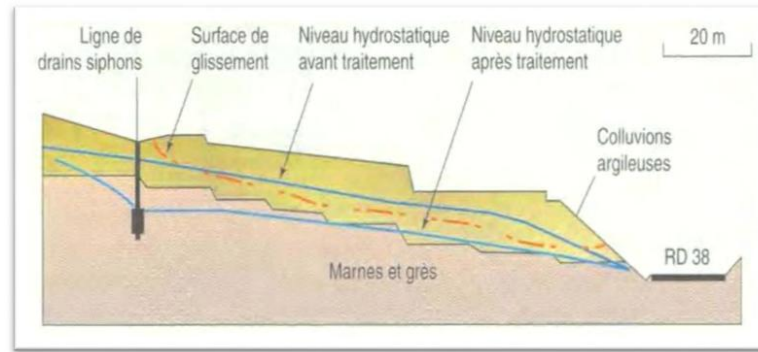 Ligne de
drains siphons
Surface de
glissement
Niveau hydrostatique
avant traitement
Niveau hydrostatique
après traitement
20 m
Colluvions
argileuses
RD 38
Marnes et grès